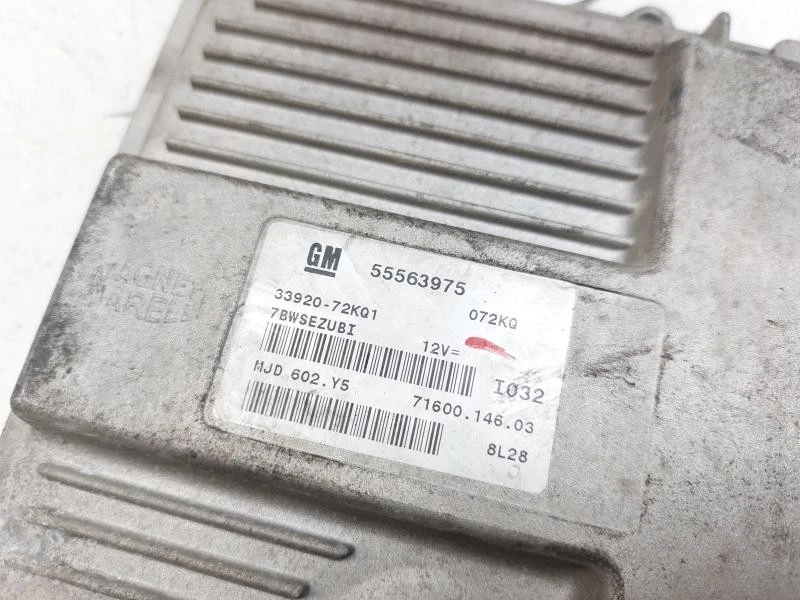 GM 55563975
33920-72KQ1 072KQ
7BWSEZUBI
12V=
I032
MJD 602.Y5 71600.146.03
8L28
MAGNETI
MARELLI